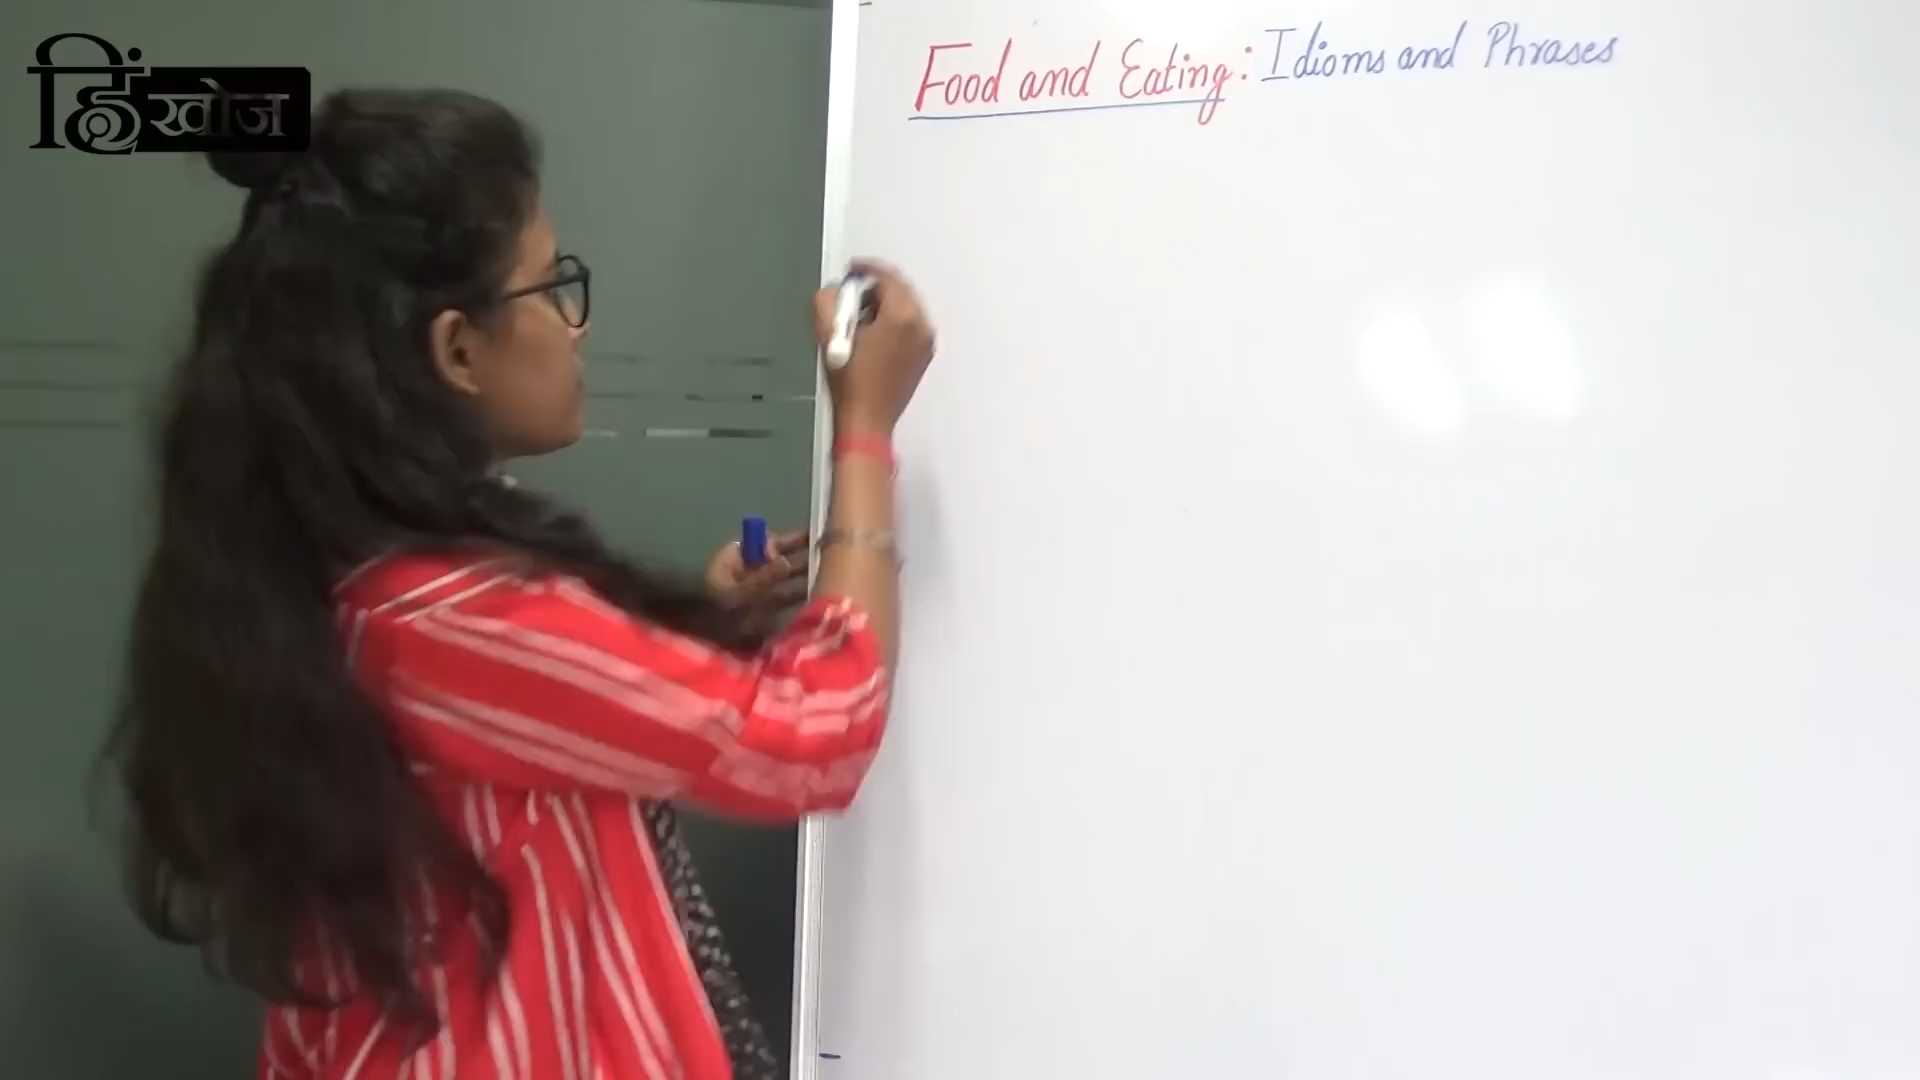 हिंखोज
Food and Eating: Idioms and Phrases